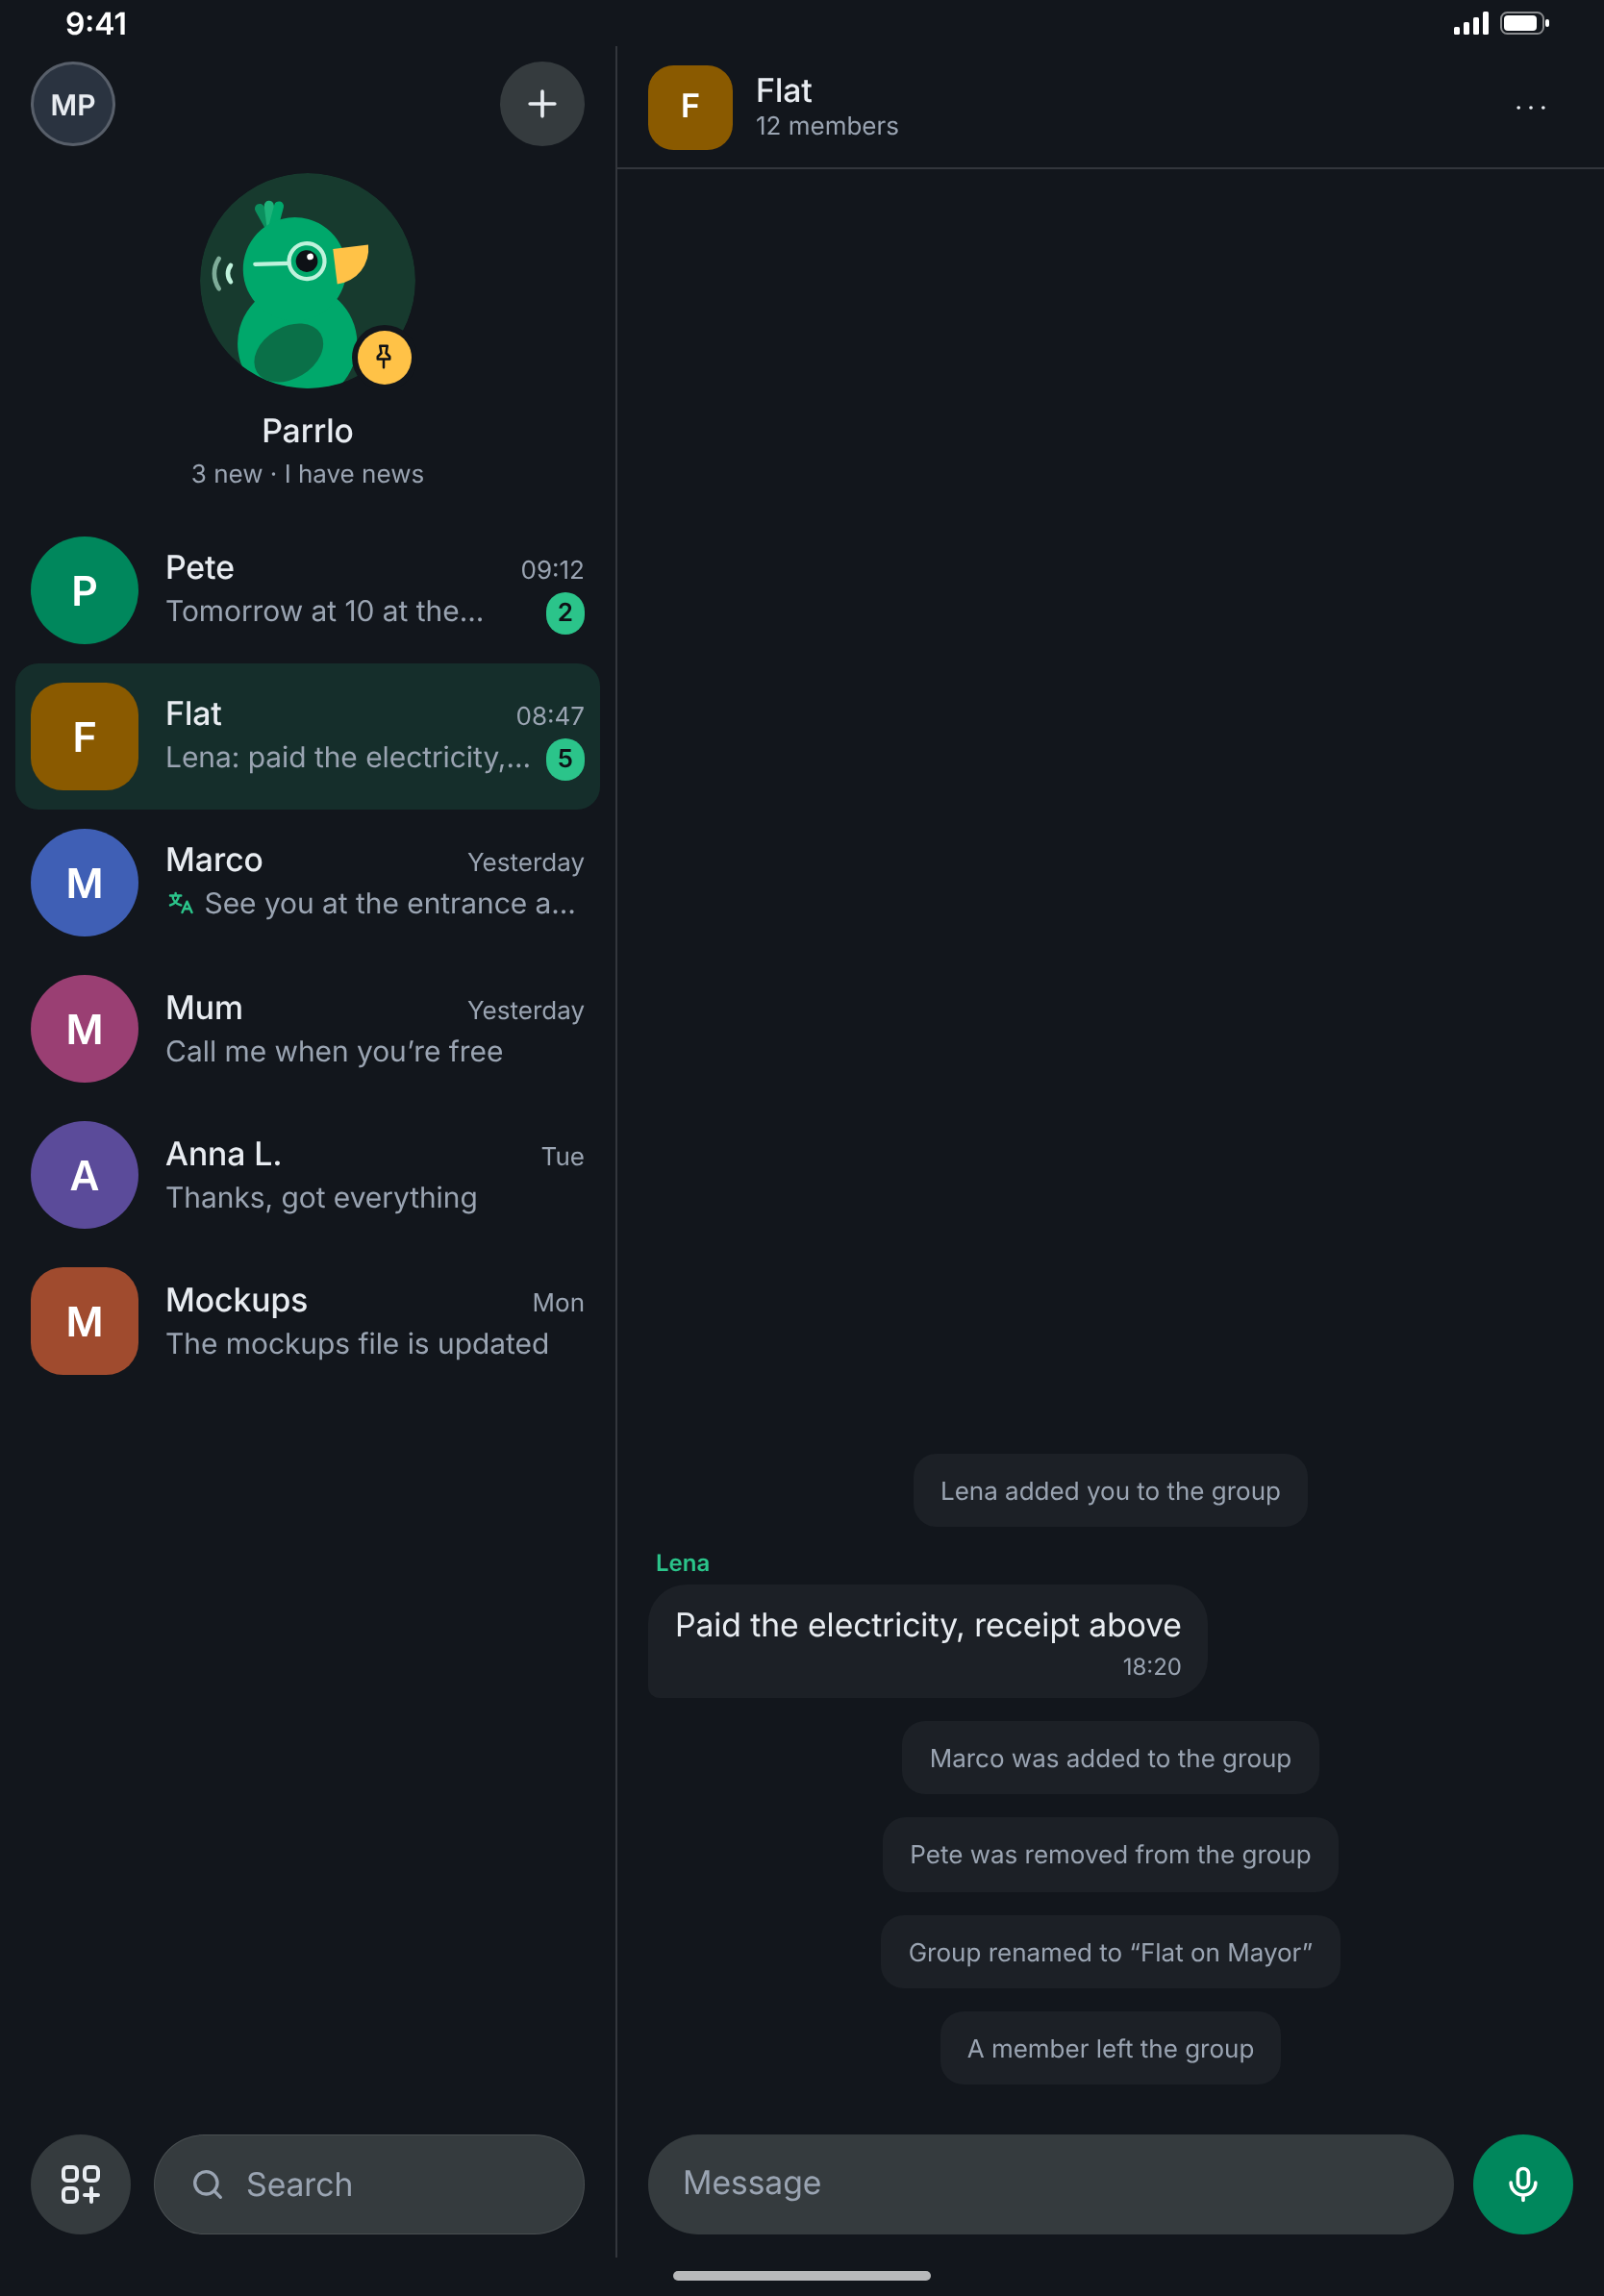 9:41
MP
Parrlo
3 new · I have news
P
Pete
09:12
Tomorrow at 10 at the...
2
F
Flat
08:47
Lena: paid the electricity,...
5
M
Marco
Yesterday
See you at the entrance a...
M
Mum
Yesterday
Call me when you’re free
A
Anna L.
Tue
Thanks, got everything
M
Mockups
Mon
The mockups file is updated
Search
F
Flat
12 members
Lena added you to the group
Lena
Paid the electricity, receipt above
18:20
Marco was added to the group
Pete was removed from the group
Group renamed to “Flat on Mayor”
A member left the group
Message